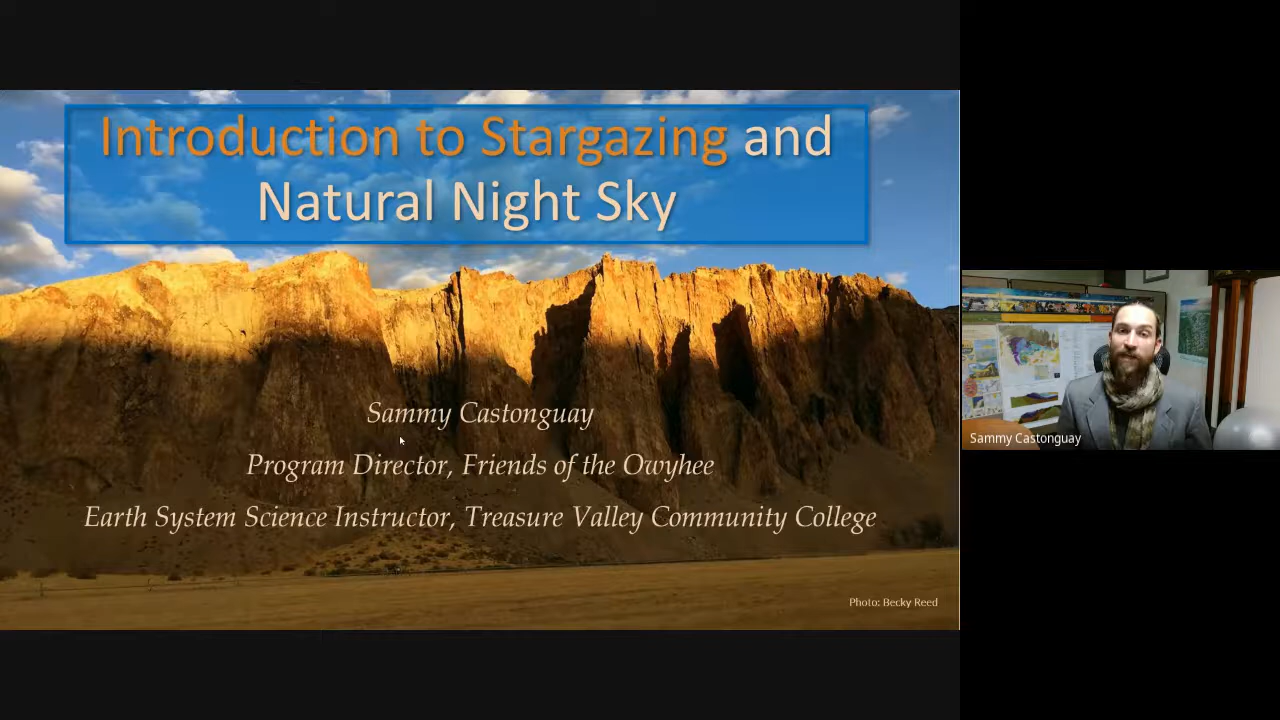 Introduction to Stargazing and
Natural Night Sky
Sammy Castonguay
Program Director, Friends of the Owyhee
Earth System Science Instructor, Treasure Valley Community College
Photo: Becky Reed
Sammy Castonguay